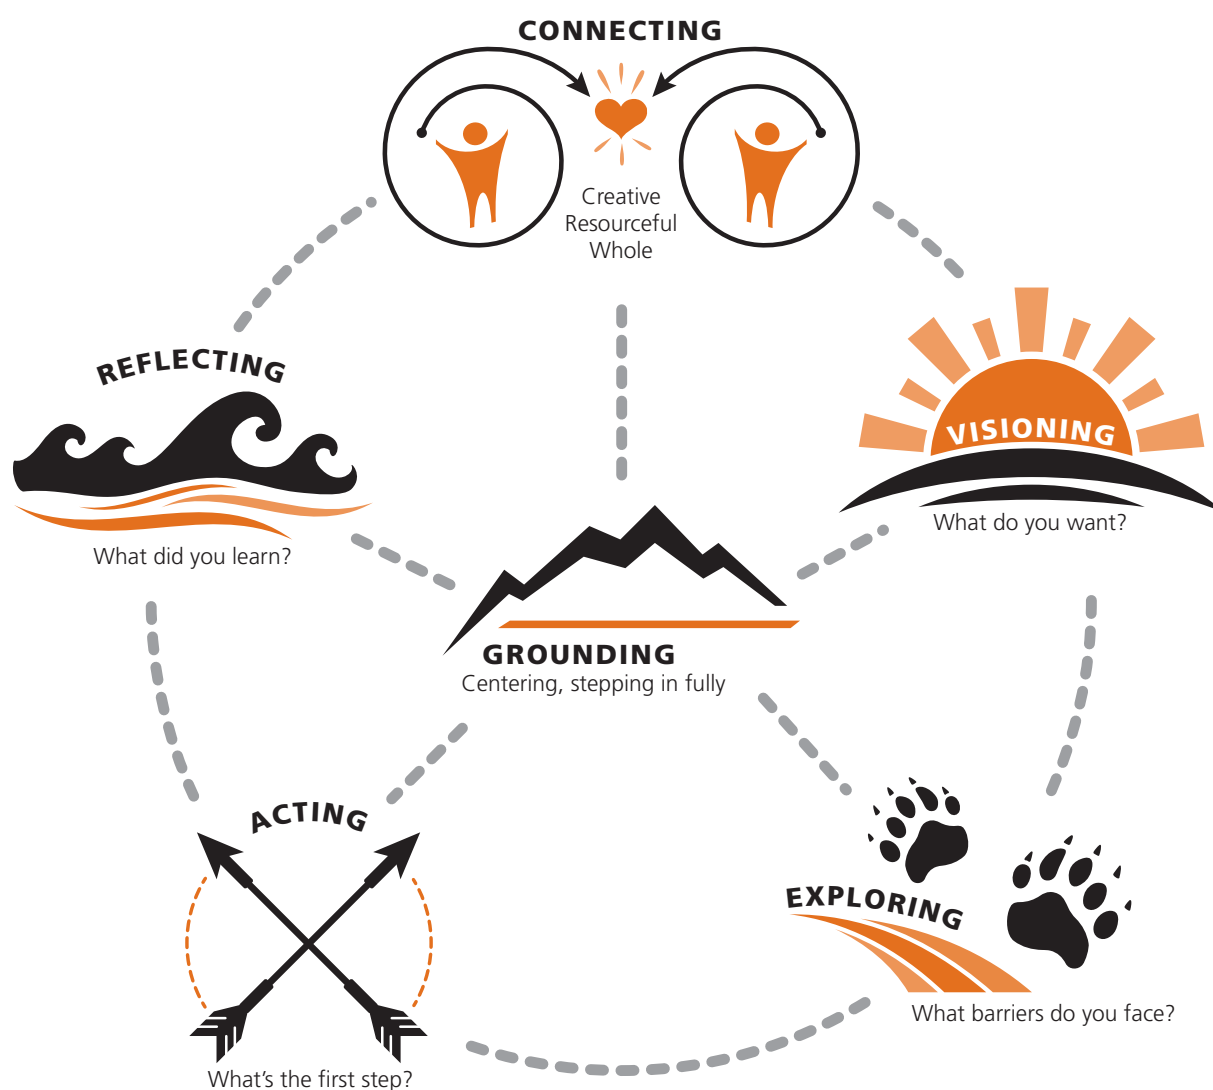 CONNECTING
Creative
Resourceful
Whole
REFLECTING
What did you learn?
VISIONING
What do you want?
GROUNDING
Centering, stepping in fully
ACTING
What's the first step?
EXPLORING
What barriers do you face?